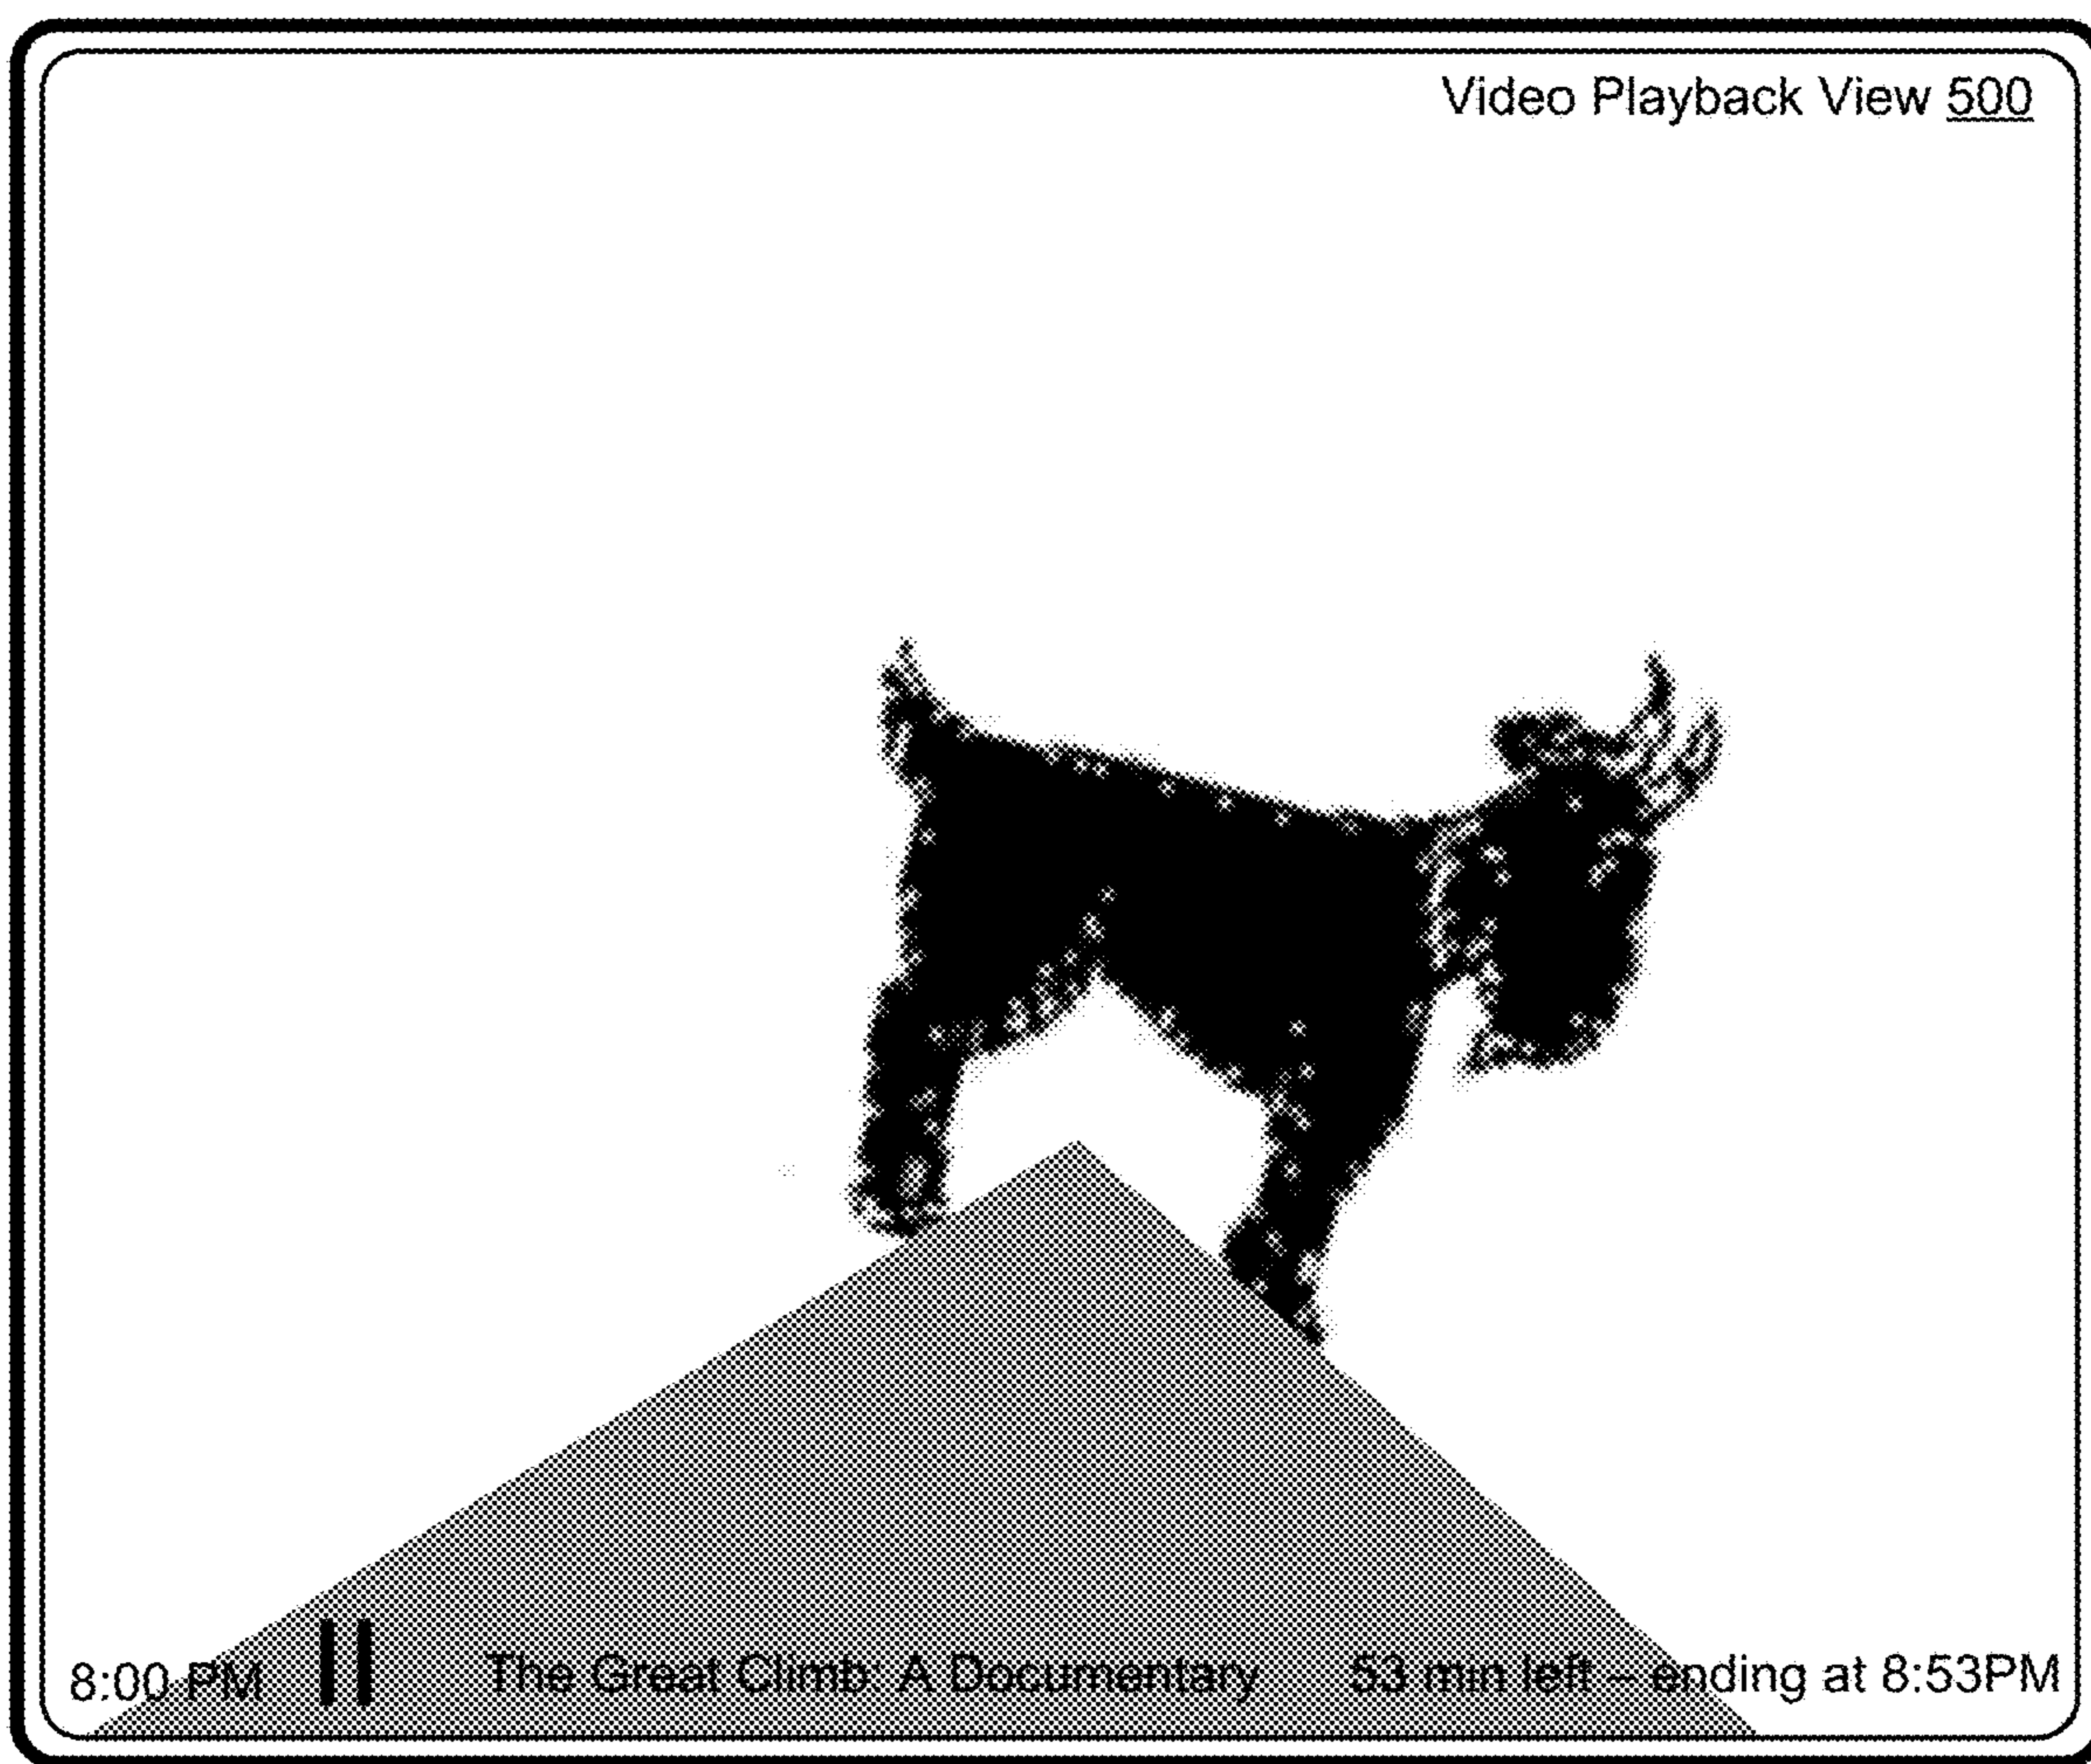 Video Playback View 500
8:00 PM The Great Climb: A Documentary 53 min left – ending at 8:53PM